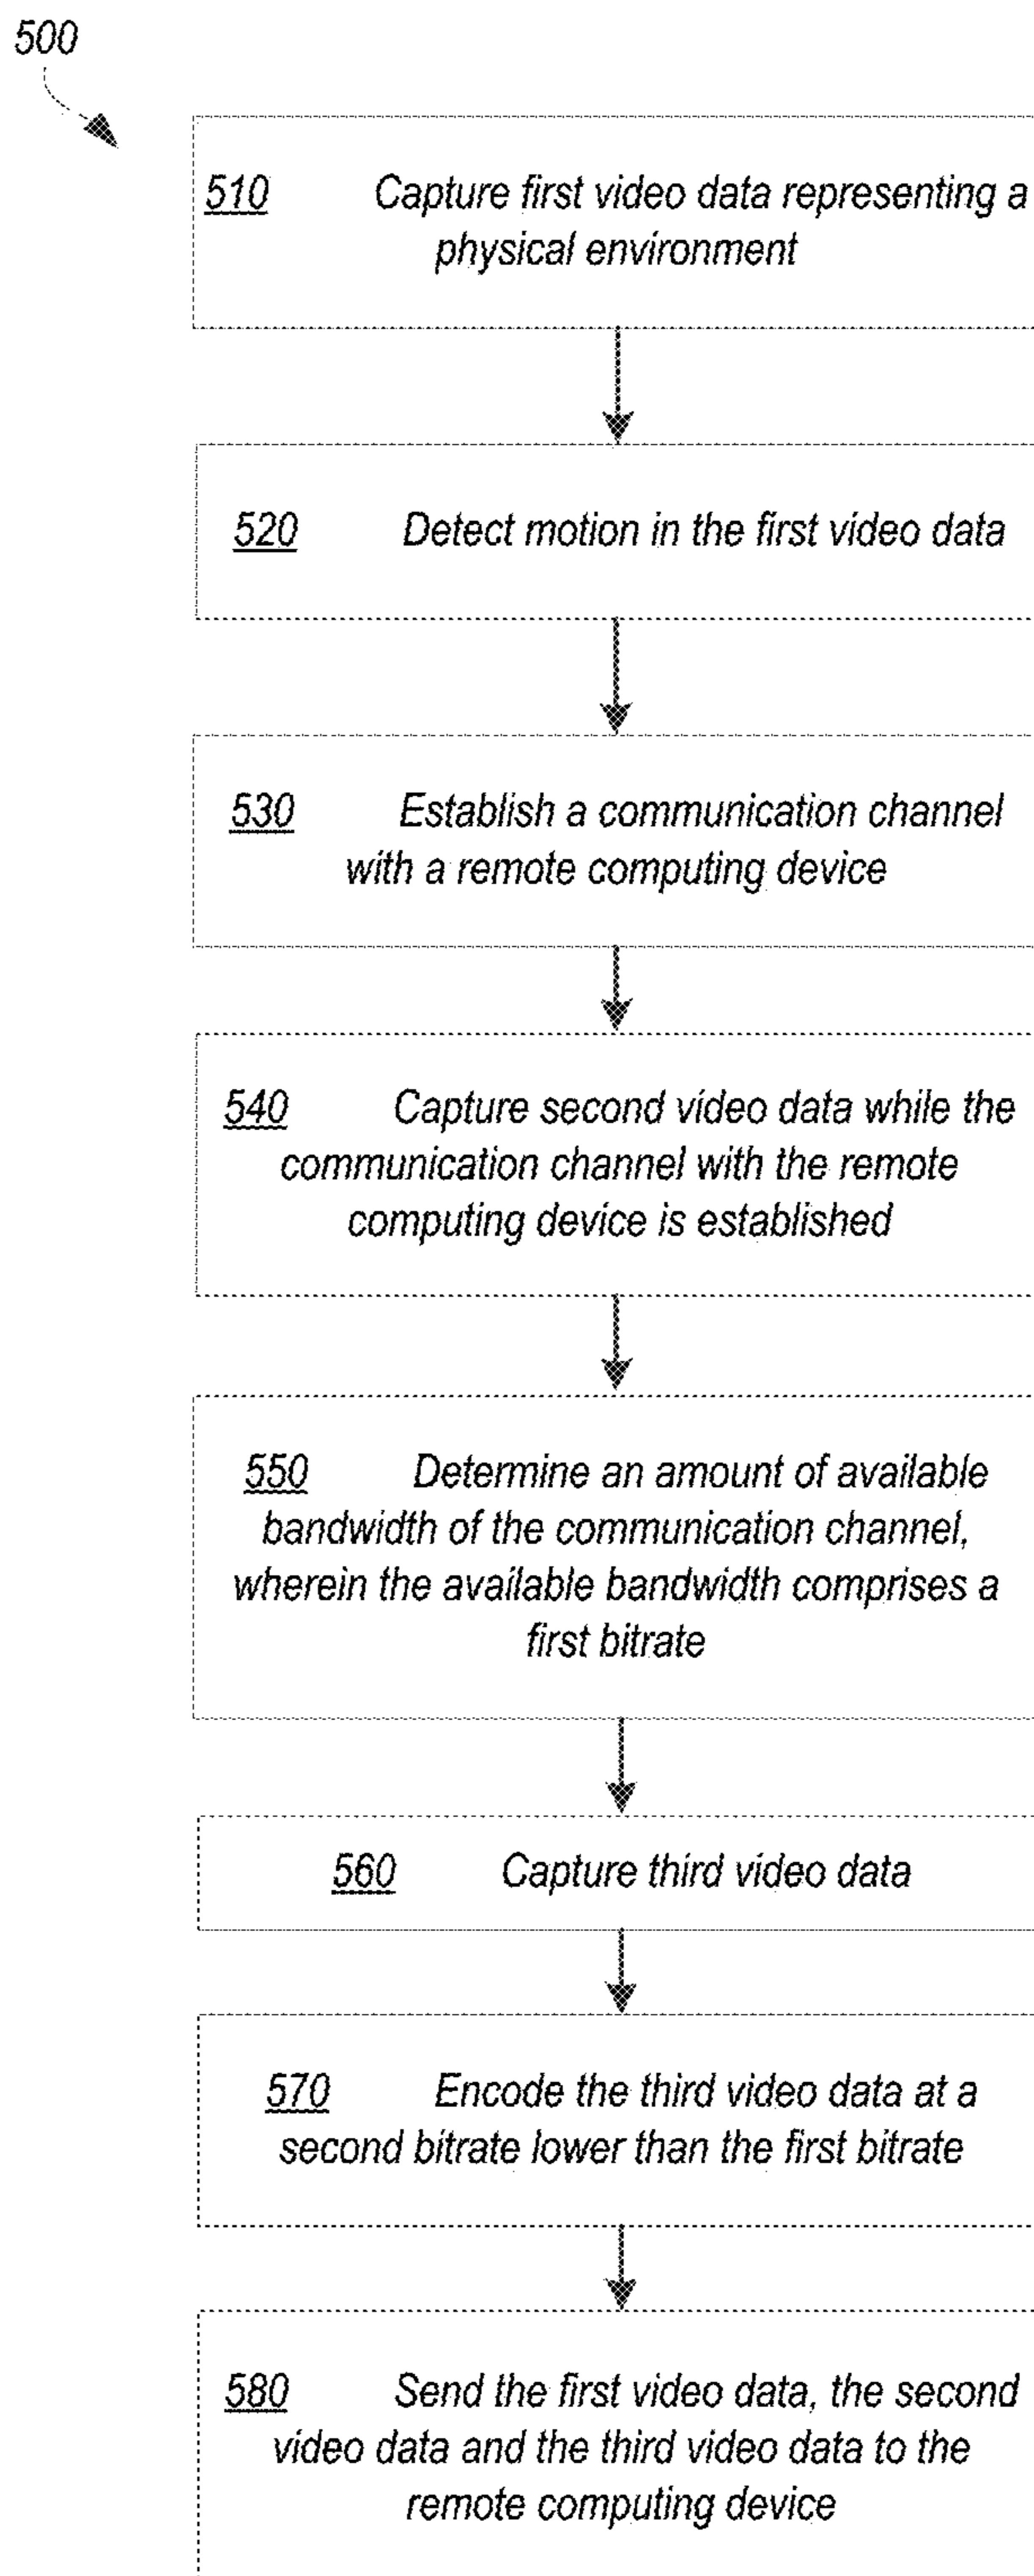 500
510 Capture first video data representing a
physical environment
520 Detect motion in the first video data
530 Establish a communication channel
with a remote computing device
540 Capture second video data while the
communication channel with the remote
computing device is established
550 Determine an amount of available
bandwidth of the communication channel,
wherein the available bandwidth comprises a
first bitrate
560 Capture third video data
570 Encode the third video data at a
second bitrate lower than the first bitrate
580 Send the first video data, the second
video data and the third video data to the
remote computing device